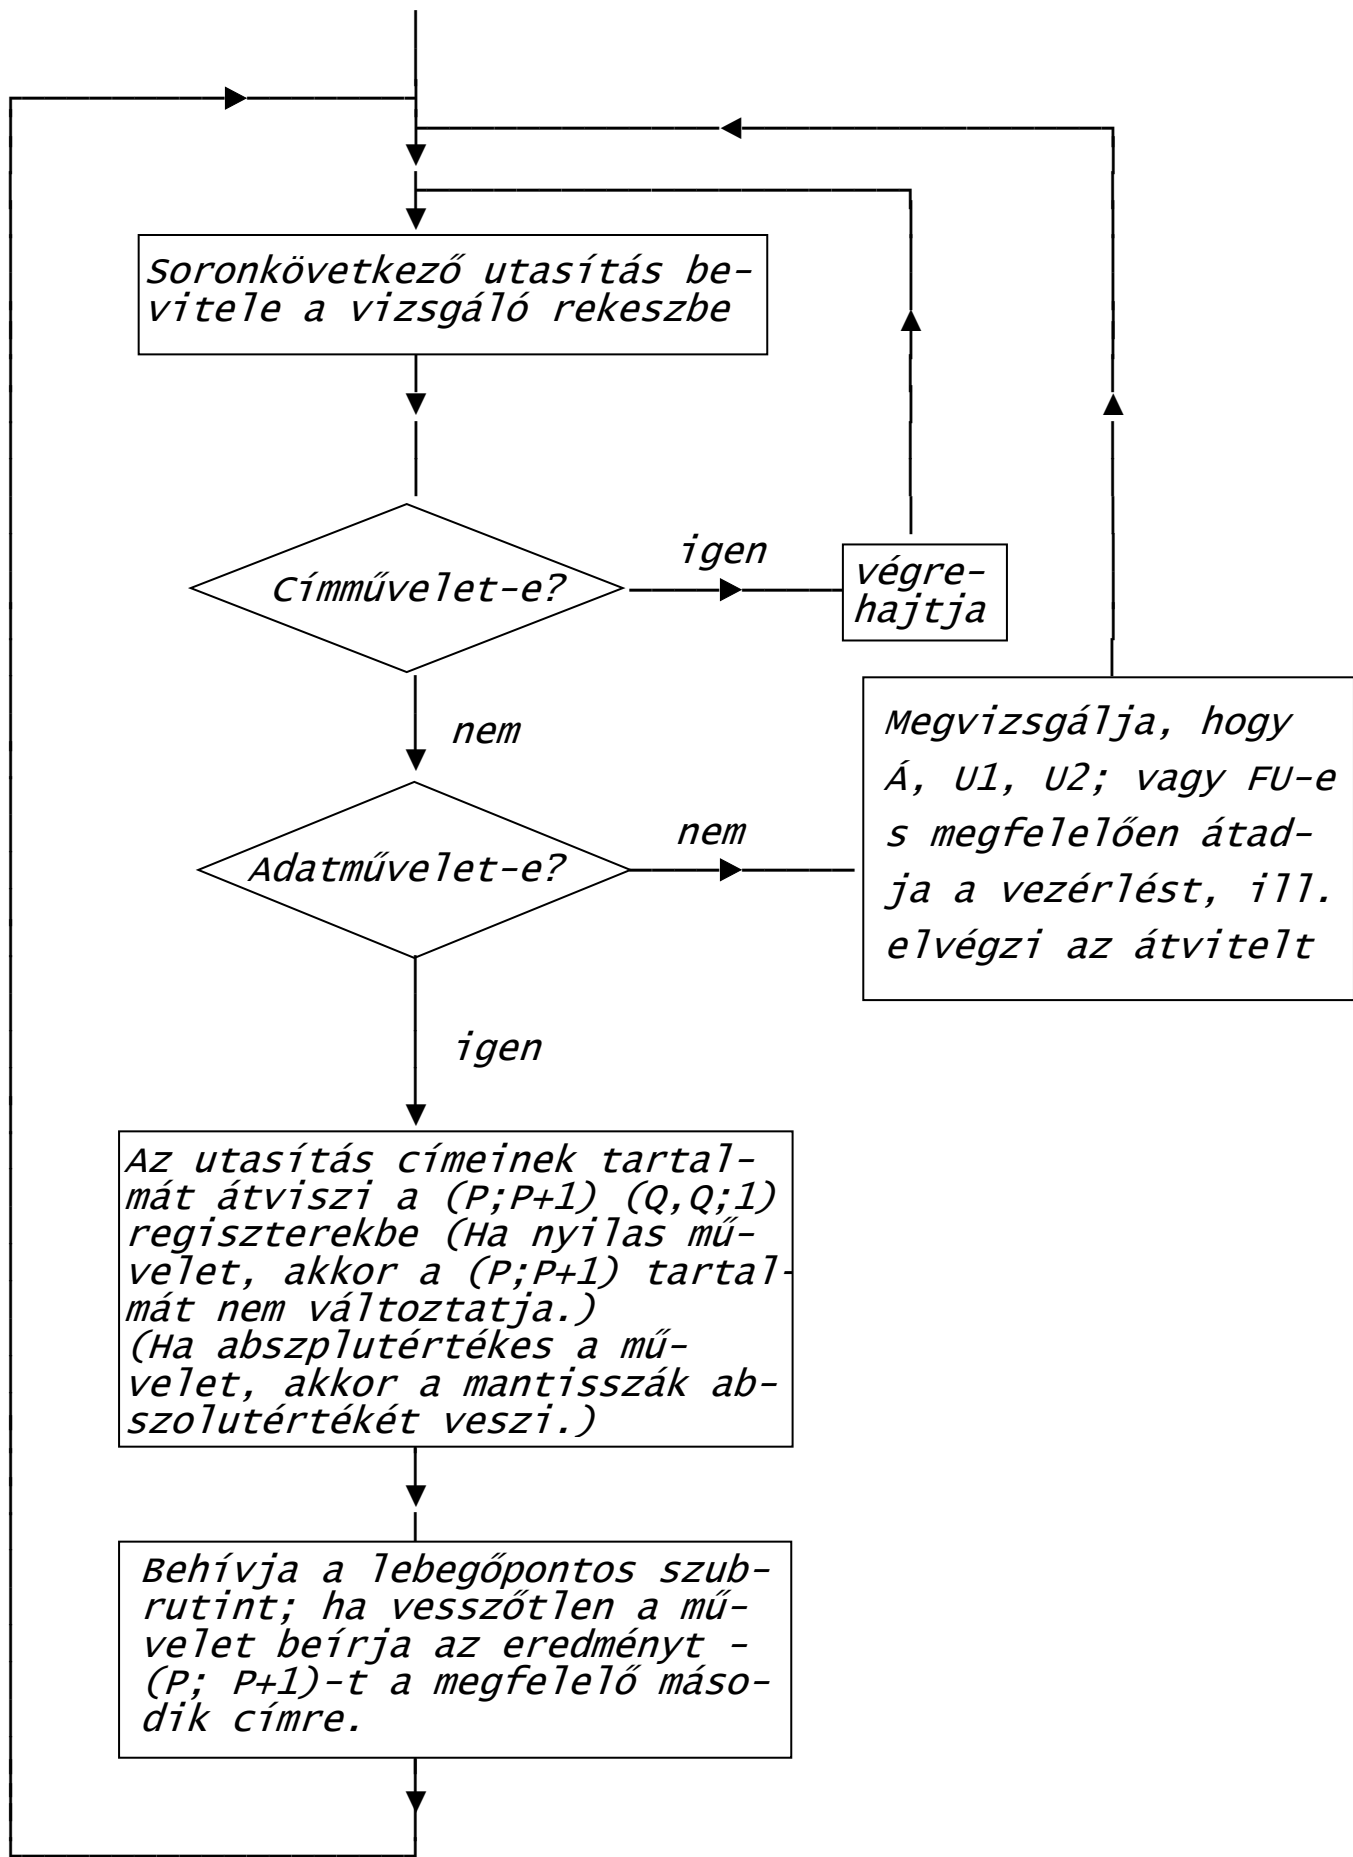 Soronkövetkező utasítás be-
vitele a vizsgáló rekeszbe
Címművelet-e?
igen
végre-
hajtja
nem
Adatművelet-e?
nem
Megvizsgálja, hogy
Á, U1, U2; vagy FU-e
s megfelelően átad-
ja a vezérlést, ill.
elvégzi az átvitelt
igen
Az utasítás címeinek tartal-
mát átviszi a (P;P+1) (Q,Q;1)
regiszterekbe (Ha nyilas mű-
velet, akkor a (P;P+1) tartal-
mát nem változtatja.)
(Ha abszplutértékes a mű-
velet, akkor a mantisszák ab-
szolutértékét veszi.)
Behívja a lebegőpontos szub-
rutint; ha vesszőtlen a mű-
velet beírja az eredményt -
(P; P+1)-t a megfelelő máso-
dik címre.